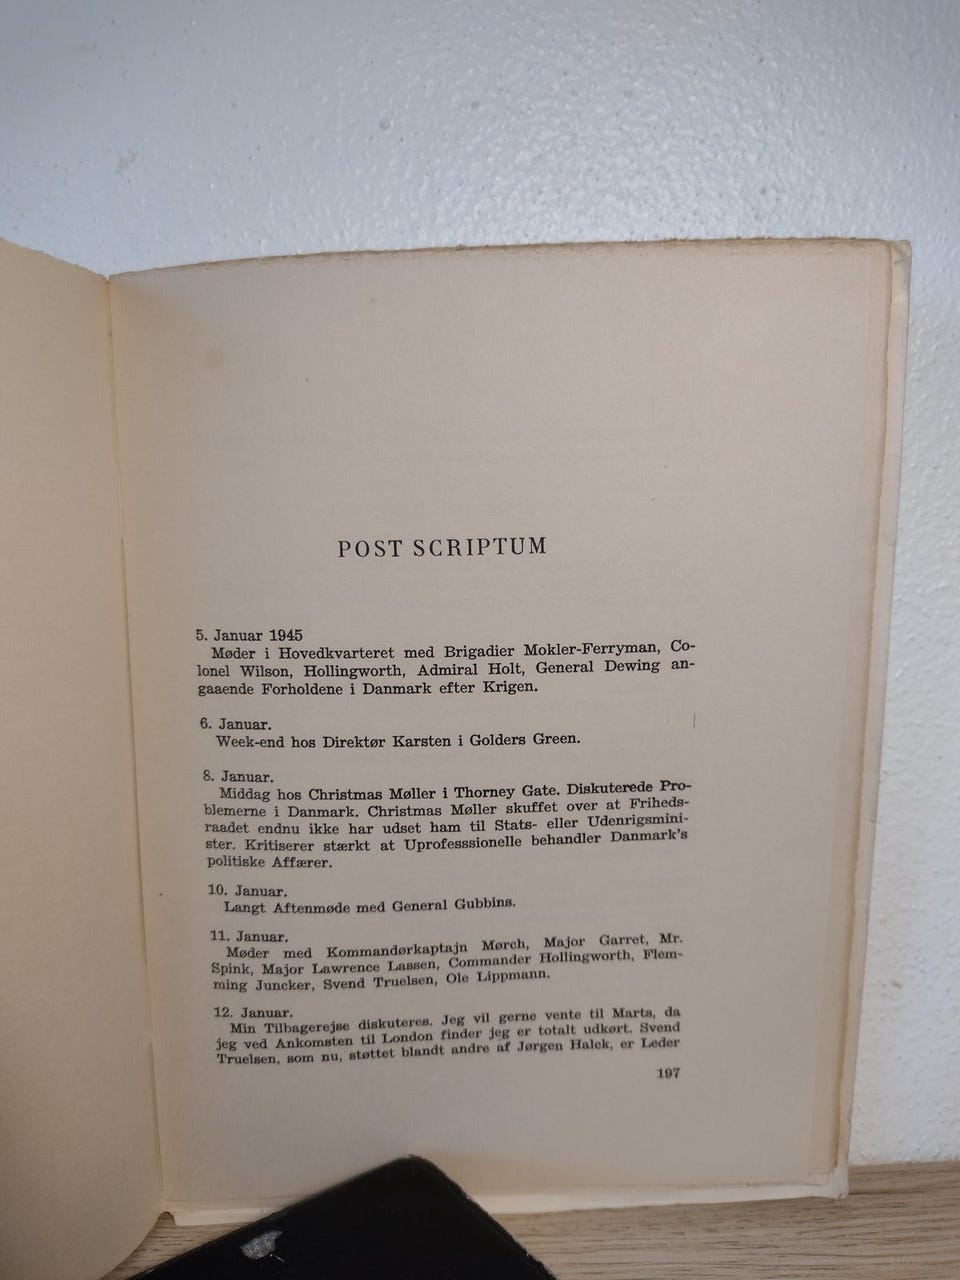 POST SCRIPTUM
5. Januar 1945
Møder i Hovedkvarteret med Brigadier Mokler-Ferryman, Co-
lonel Wilson, Hollingworth, Admiral Holt, General Dewing an-
gaaende Forholdene i Danmark efter Krigen.
6. Januar.
Week-end hos Direktør Karsten i Golders Green.
8. Januar.
Middag hos Christmas Møller i Thorney Gate. Diskuterede Pro-
blemerne i Danmark. Christmas Møller skuffet over at Friheds-
raadet endnu ikke har udset ham til Stats- eller Udenrigsmini-
ster. Kritiserer stærkt at Uprofesssionelle behandler Danmark's
politiske Affærer.
10. Januar.
Langt Aftenmøde med General Gubbins.
11. Januar.
Møder med Kommandørkaptajn Mørch, Major Garret, Mr.
Spink, Major Lawrence Lassen, Commander Hollingworth, Flem-
ming Juncker, Svend Truelsen, Ole Lippmann.
12. Januar.
Min Tilbagerejse diskuteres. Jeg vil gerne vente til Marts, da
jeg ved Ankomsten til London finder jeg er totalt udkørt. Svend
Truelsen, som nu, støttet blandt andre af Jørgen Halck, er Leder
197